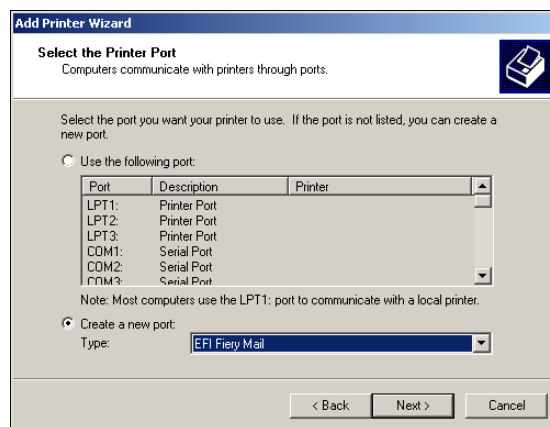 Add Printer Wizard
Select the Printer Port
Computers communicate with printers through ports.
Select the port you want your printer to use. If the port is not listed, you can create a
new port.
Use the following port:
Port Description Printer
LPT1: Printer Port
LPT2: Printer Port
LPT3: Printer Port
COM1: Serial Port
COM2: Serial Port
COM3: Serial Port
Note: Most computers use the LPT1: port to communicate with a local printer.
Create a new port:
Type: EFI Fiery Mail
< Back Next > Cancel